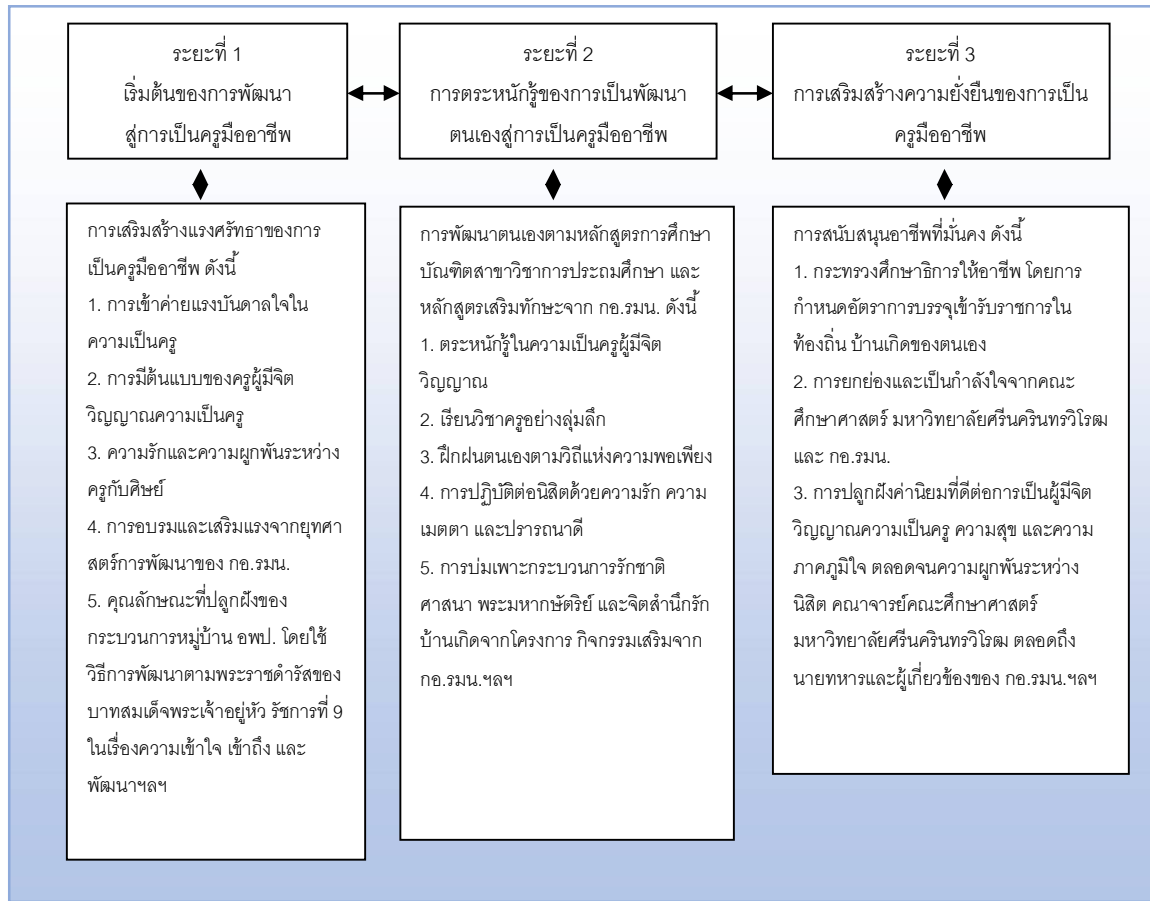 ระยะที่ 1
เริ่มต้นของการพัฒนา
สู่การเป็นครูมืออาชีพ
ระยะที่ 2
การตระหนักรู้ของการเป็นพัฒนา
ตนเองสู่การเป็นครูมืออาชีพ
ระยะที่ 3
การเสริมสร้างความยั่งยืนของการเป็น
ครูมืออาชีพ
การเสริมสร้างแรงศรัทธาของการ
เป็นครูมืออาชีพ ดังนี้
1. การเข้าค่ายแรงบันดาลใจใน
ความเป็นครู
2. การมีต้นแบบของครูผู้มีจิต
วิญญาณความเป็นครู
3. ความรักและความผูกพันระหว่าง
ครูกับศิษย์
4. การอบรมและเสริมแรงจากยุทศา
สตร์การพัฒนาของ กอ.รมน.
5. คุณลักษณะที่ปลูกฝังของ
กระบวนการหมู่บ้าน อพป. โดยใช้
วิธีการพัฒนาตามพระราชดำรัสของ
บาทสมเด็จพระเจ้าอยู่หัว รัชการที่ 9
ในเรื่องความเข้าใจ เข้าถึง และ
พัฒนาฯลฯ
การพัฒนาตนเองตามหลักสูตรการศึกษา
บัณฑิตสาขาวิชาการประถมศึกษา และ
หลักสูตรเสริมทักษะจาก กอ.รมน. ดังนี้
1. ตระหนักรู้ในความเป็นครูผู้มีจิต
วิญญาณ
2. เรียนวิชาครูอย่างลุ่มลึก
3. ฝึกฝนตนเองตามวิถีแห่งความพอเพียง
4. การปฏิบัติต่อนิสิตด้วยความรัก ความ
เมตตา และปรารถนาดี
5. การบ่มเพาะกระบวนการรักชาติ
ศาสนา พระมหากษัตริย์ และจิตสำนึกรัก
บ้านเกิดจากโครงการ กิจกรรมเสริมจาก
กอ.รมน.ฯลฯ
การสนับสนุนอาชีพที่มั่นคง ดังนี้
1. กระทรวงศึกษาธิการให้อาชีพ โดยการ
กำหนดอัตราการบรรจุเข้ารับราชการใน
ท้องถิ่น บ้านเกิดของตนเอง
2. การยกย่องและเป็นกำลังใจจากคณะ
ศึกษาศาสตร์ มหาวิทยาลัยศรีนครินทรวิโรฒ
และ กอ.รมน.
3. การปลูกฝังค่านิยมที่ดีต่อการเป็นผู้มีจิต
วิญญาณความเป็นครู ความสุข และความ
ภาคภูมิใจ ตลอดจนความผูกพันระหว่าง
นิสิต คณาจารย์คณะศึกษาศาสตร์
มหาวิทยาลัยศรีนครินทรวิโรฒ ตลอดถึง
นายทหารและผู้เกี่ยวข้องของ กอ.รมน.ฯลฯ